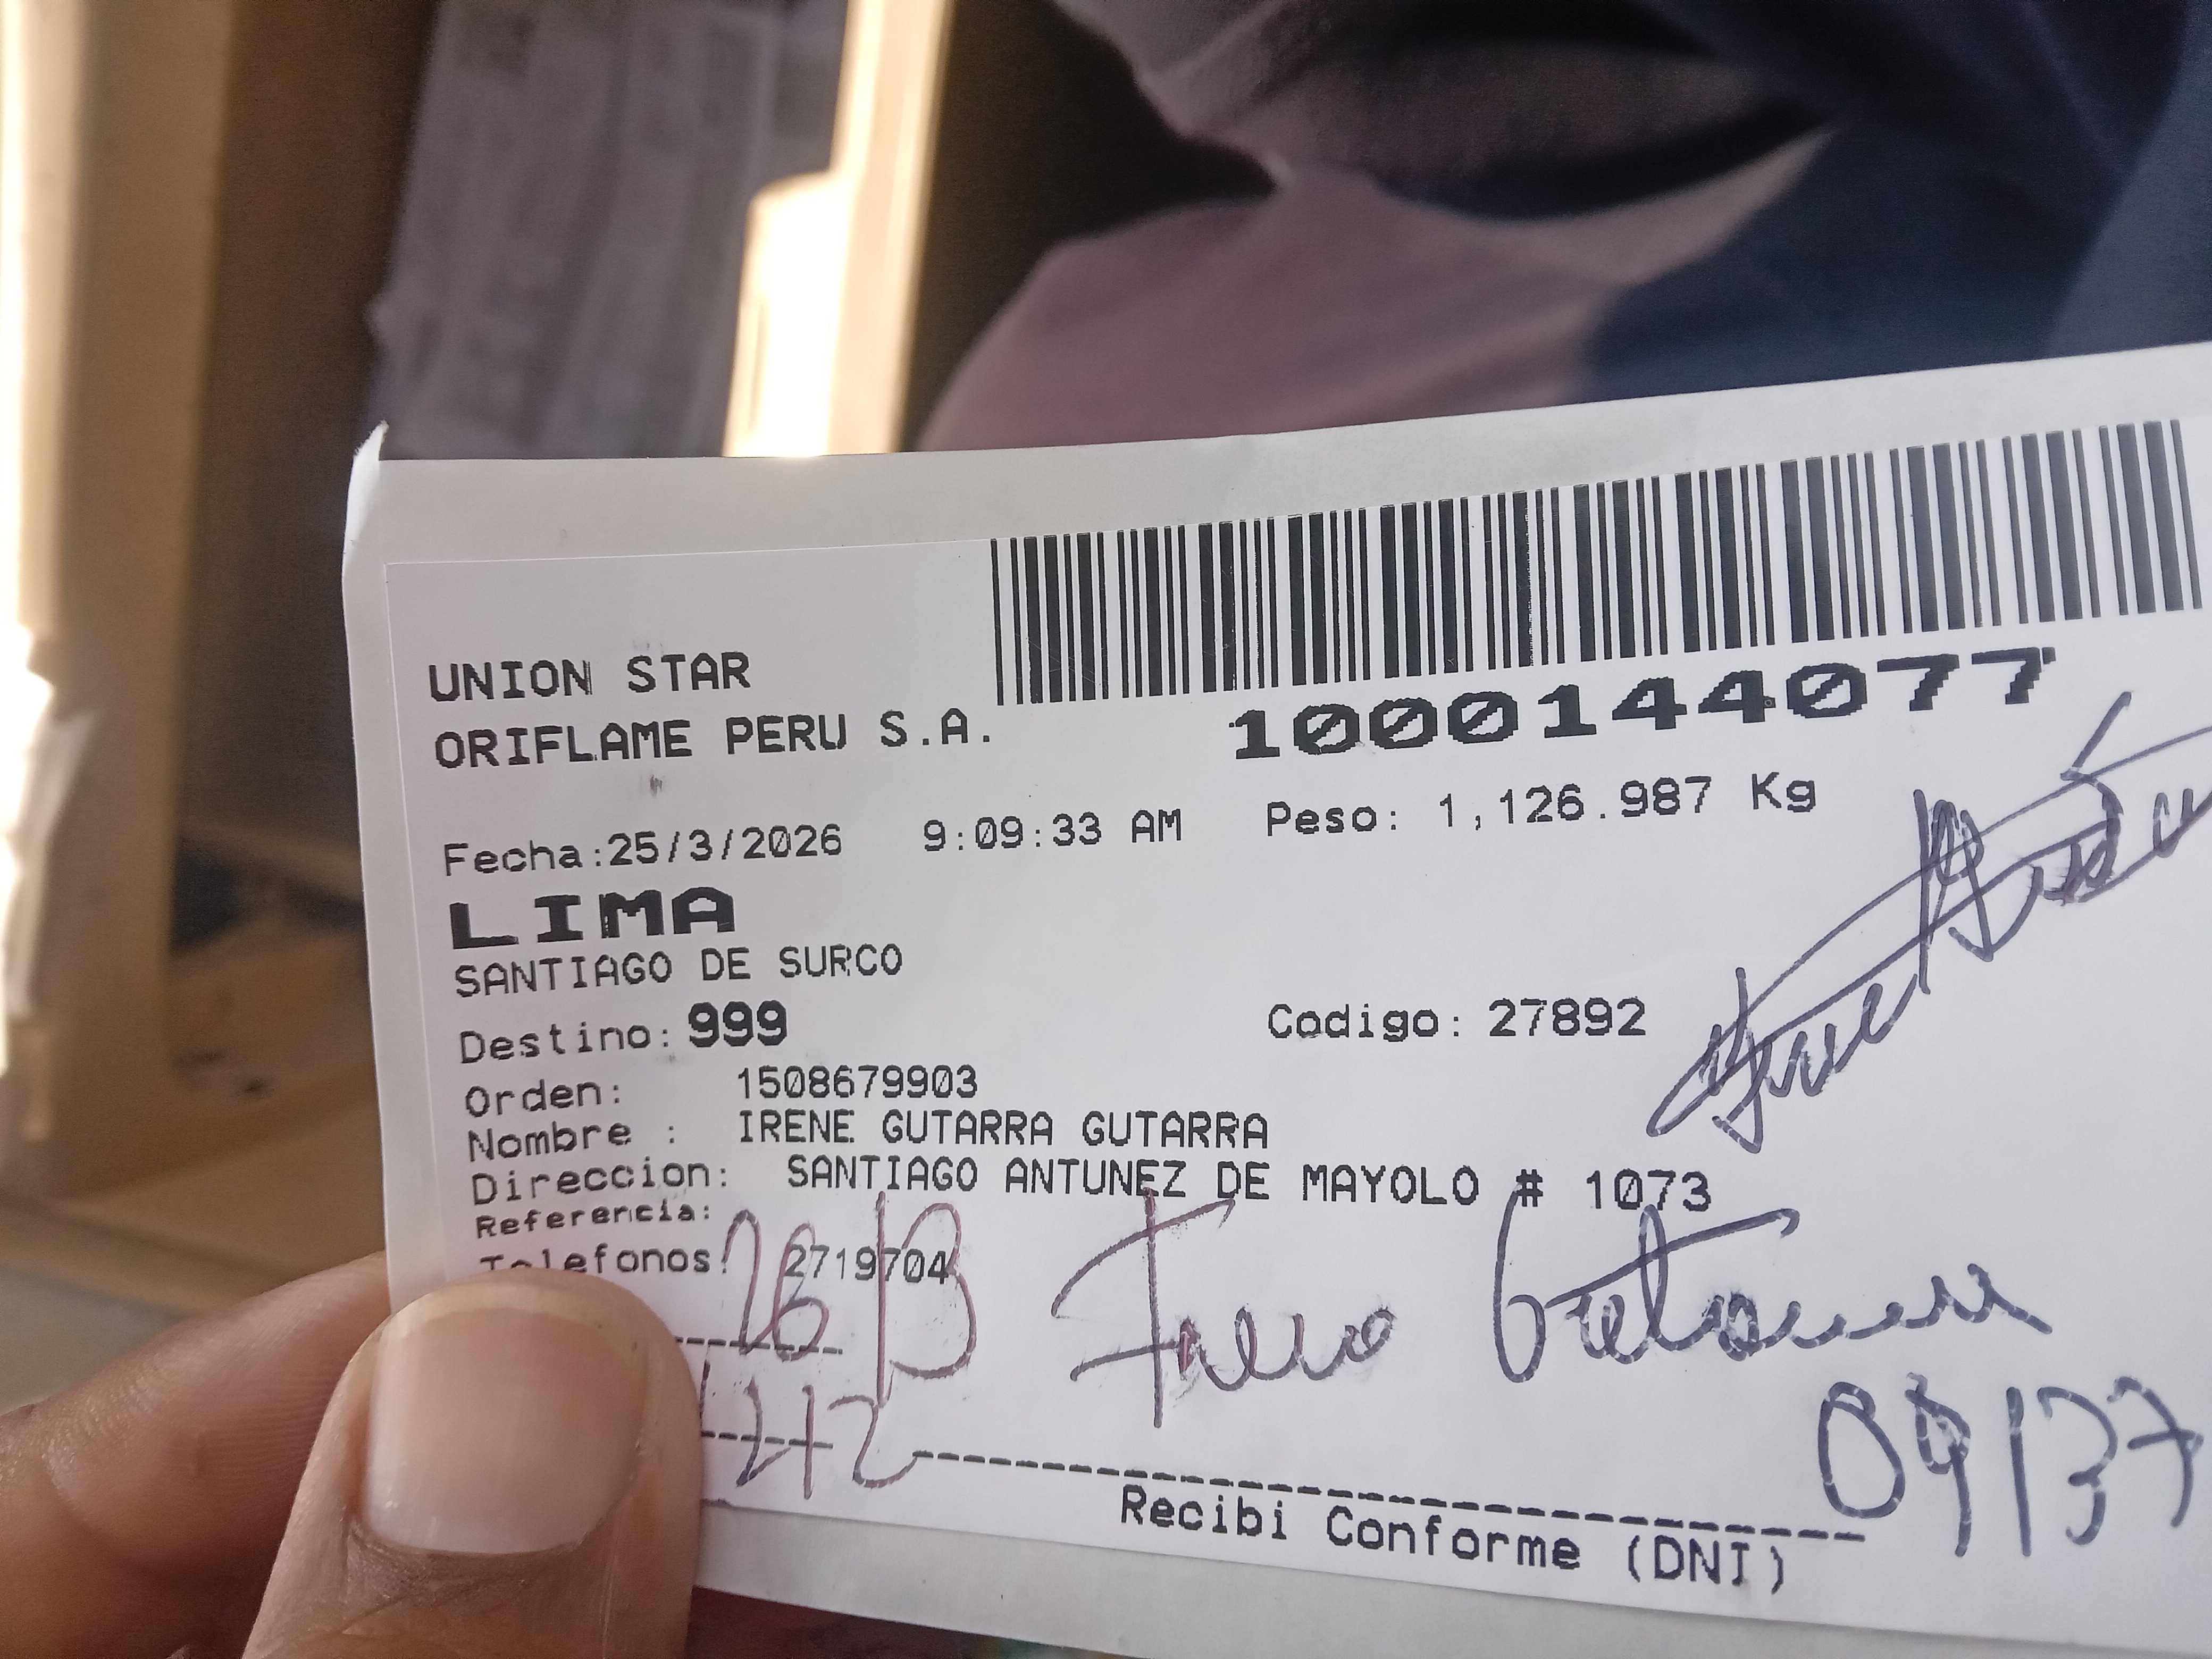 UNION STAR
ORIFLAME PERU S.A.
1000144077
Fecha:25/3/2026 9:09:33 AM Peso: 1,126.987 Kg
LIMA
SANTIAGO DE SURCO
Destino: 999 Codigo: 27892
Orden: 1508679903
Nombre : IRENE GUTARRA GUTARRA
Direccion: SANTIAGO ANTUNEZ DE MAYOLO # 1073
Referencia:
Telefonos: 2719704
26/3
09137
Recibi Conforme (DNI)